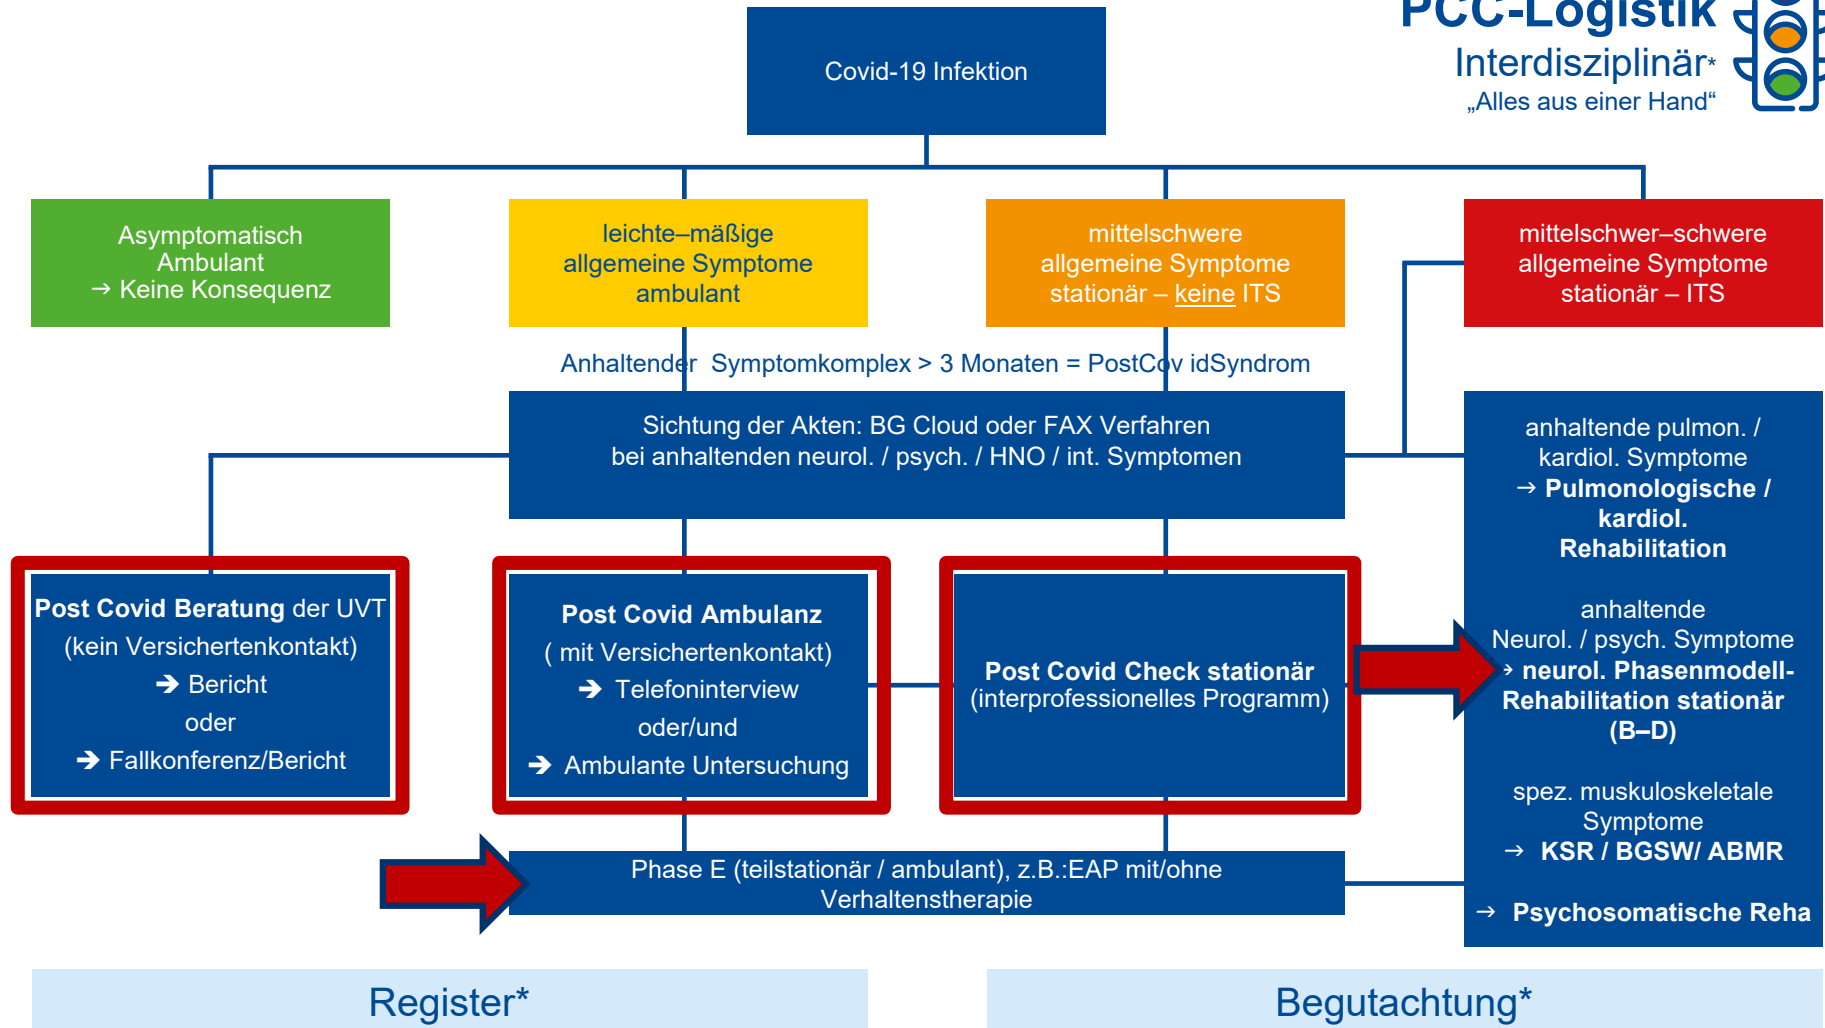 PCC-Logistik
Interdisziplinär*
„Alles aus einer Hand“
Covid-19 Infektion
Asymptomatisch
Ambulant
→ Keine Konsequenz
leichte–mäßige
allgemeine Symptome
ambulant
mittelschwere
allgemeine Symptome
stationär – keine ITS
mittelschwer–schwere
allgemeine Symptome
stationär – ITS
Anhaltender Symptomkomplex > 3 Monaten = PostCov idSyndrom
Sichtung der Akten: BG Cloud oder FAX Verfahren
bei anhaltenden neurol. / psych. / HNO / int. Symptomen
Post Covid Beratung der UVT
(kein Versichertenkontakt)
➔ Bericht
oder
➔ Fallkonferenz/Bericht
Post Covid Ambulanz
( mit Versichertenkontakt)
➔ Telefoninterview
oder/und
➔ Ambulante Untersuchung
Post Covid Check stationär
(interprofessionelles Programm)
anhaltende pulmon. /
kardiol. Symptome
→ Pulmonologische /
kardiol.
Rehabilitation
anhaltende
Neurol. / psych. Symptome
→ neurol. Phasenmodell-
Rehabilitation stationär
(B–D)
spez. muskuloskeletale
Symptome
→ KSR / BGSW/ ABMR
→ Psychosomatische Reha
Phase E (teilstationär / ambulant), z.B.:EAP mit/ohne
Verhaltenstherapie
Register*
Begutachtung*